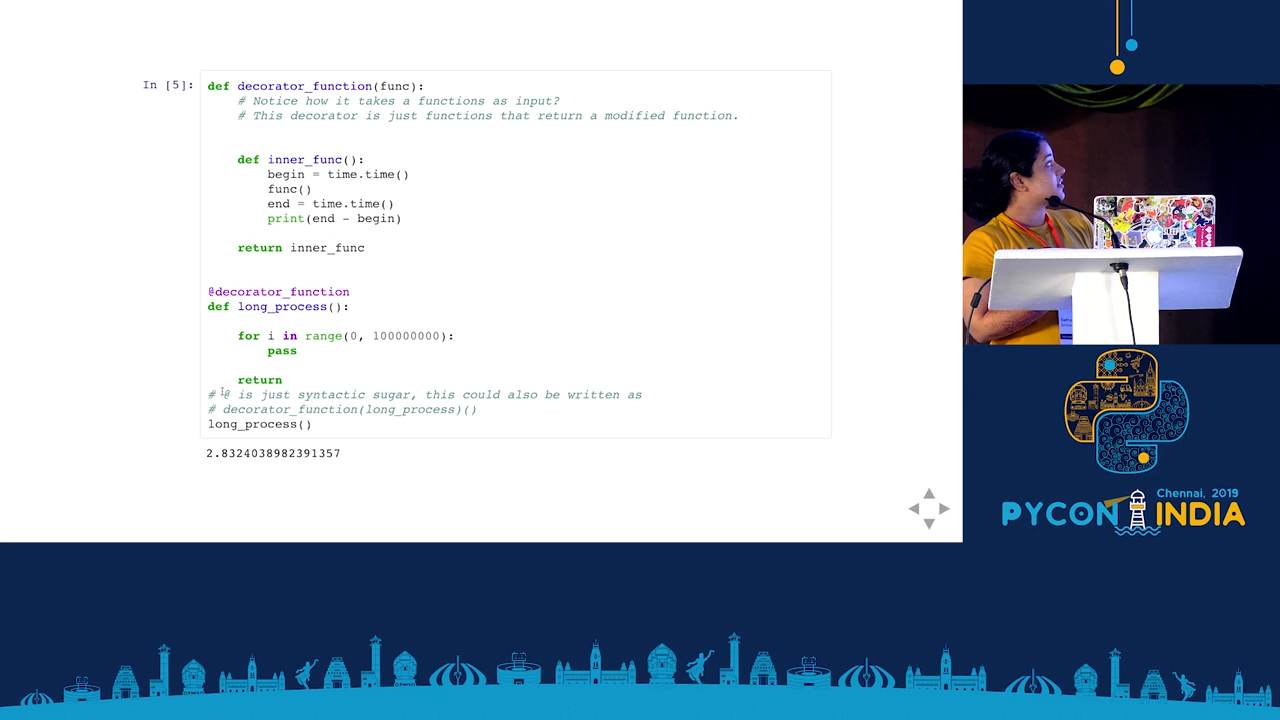 In [5]:
def decorator_function(func):
# Notice how it takes a functions as input?
# This decorator is just functions that return a modified function.
def inner_func():
begin = time.time()
func()
end = time.time()
print(end - begin)
return inner_func
@decorator_function
def long_process():
for i in range(0, 100000000):
pass
return
# @ is just syntactic sugar, this could also be written as
# decorator_function(long_process)()
long_process()
2.8324038982391357
Chennai, 2019
PYCON INDIA